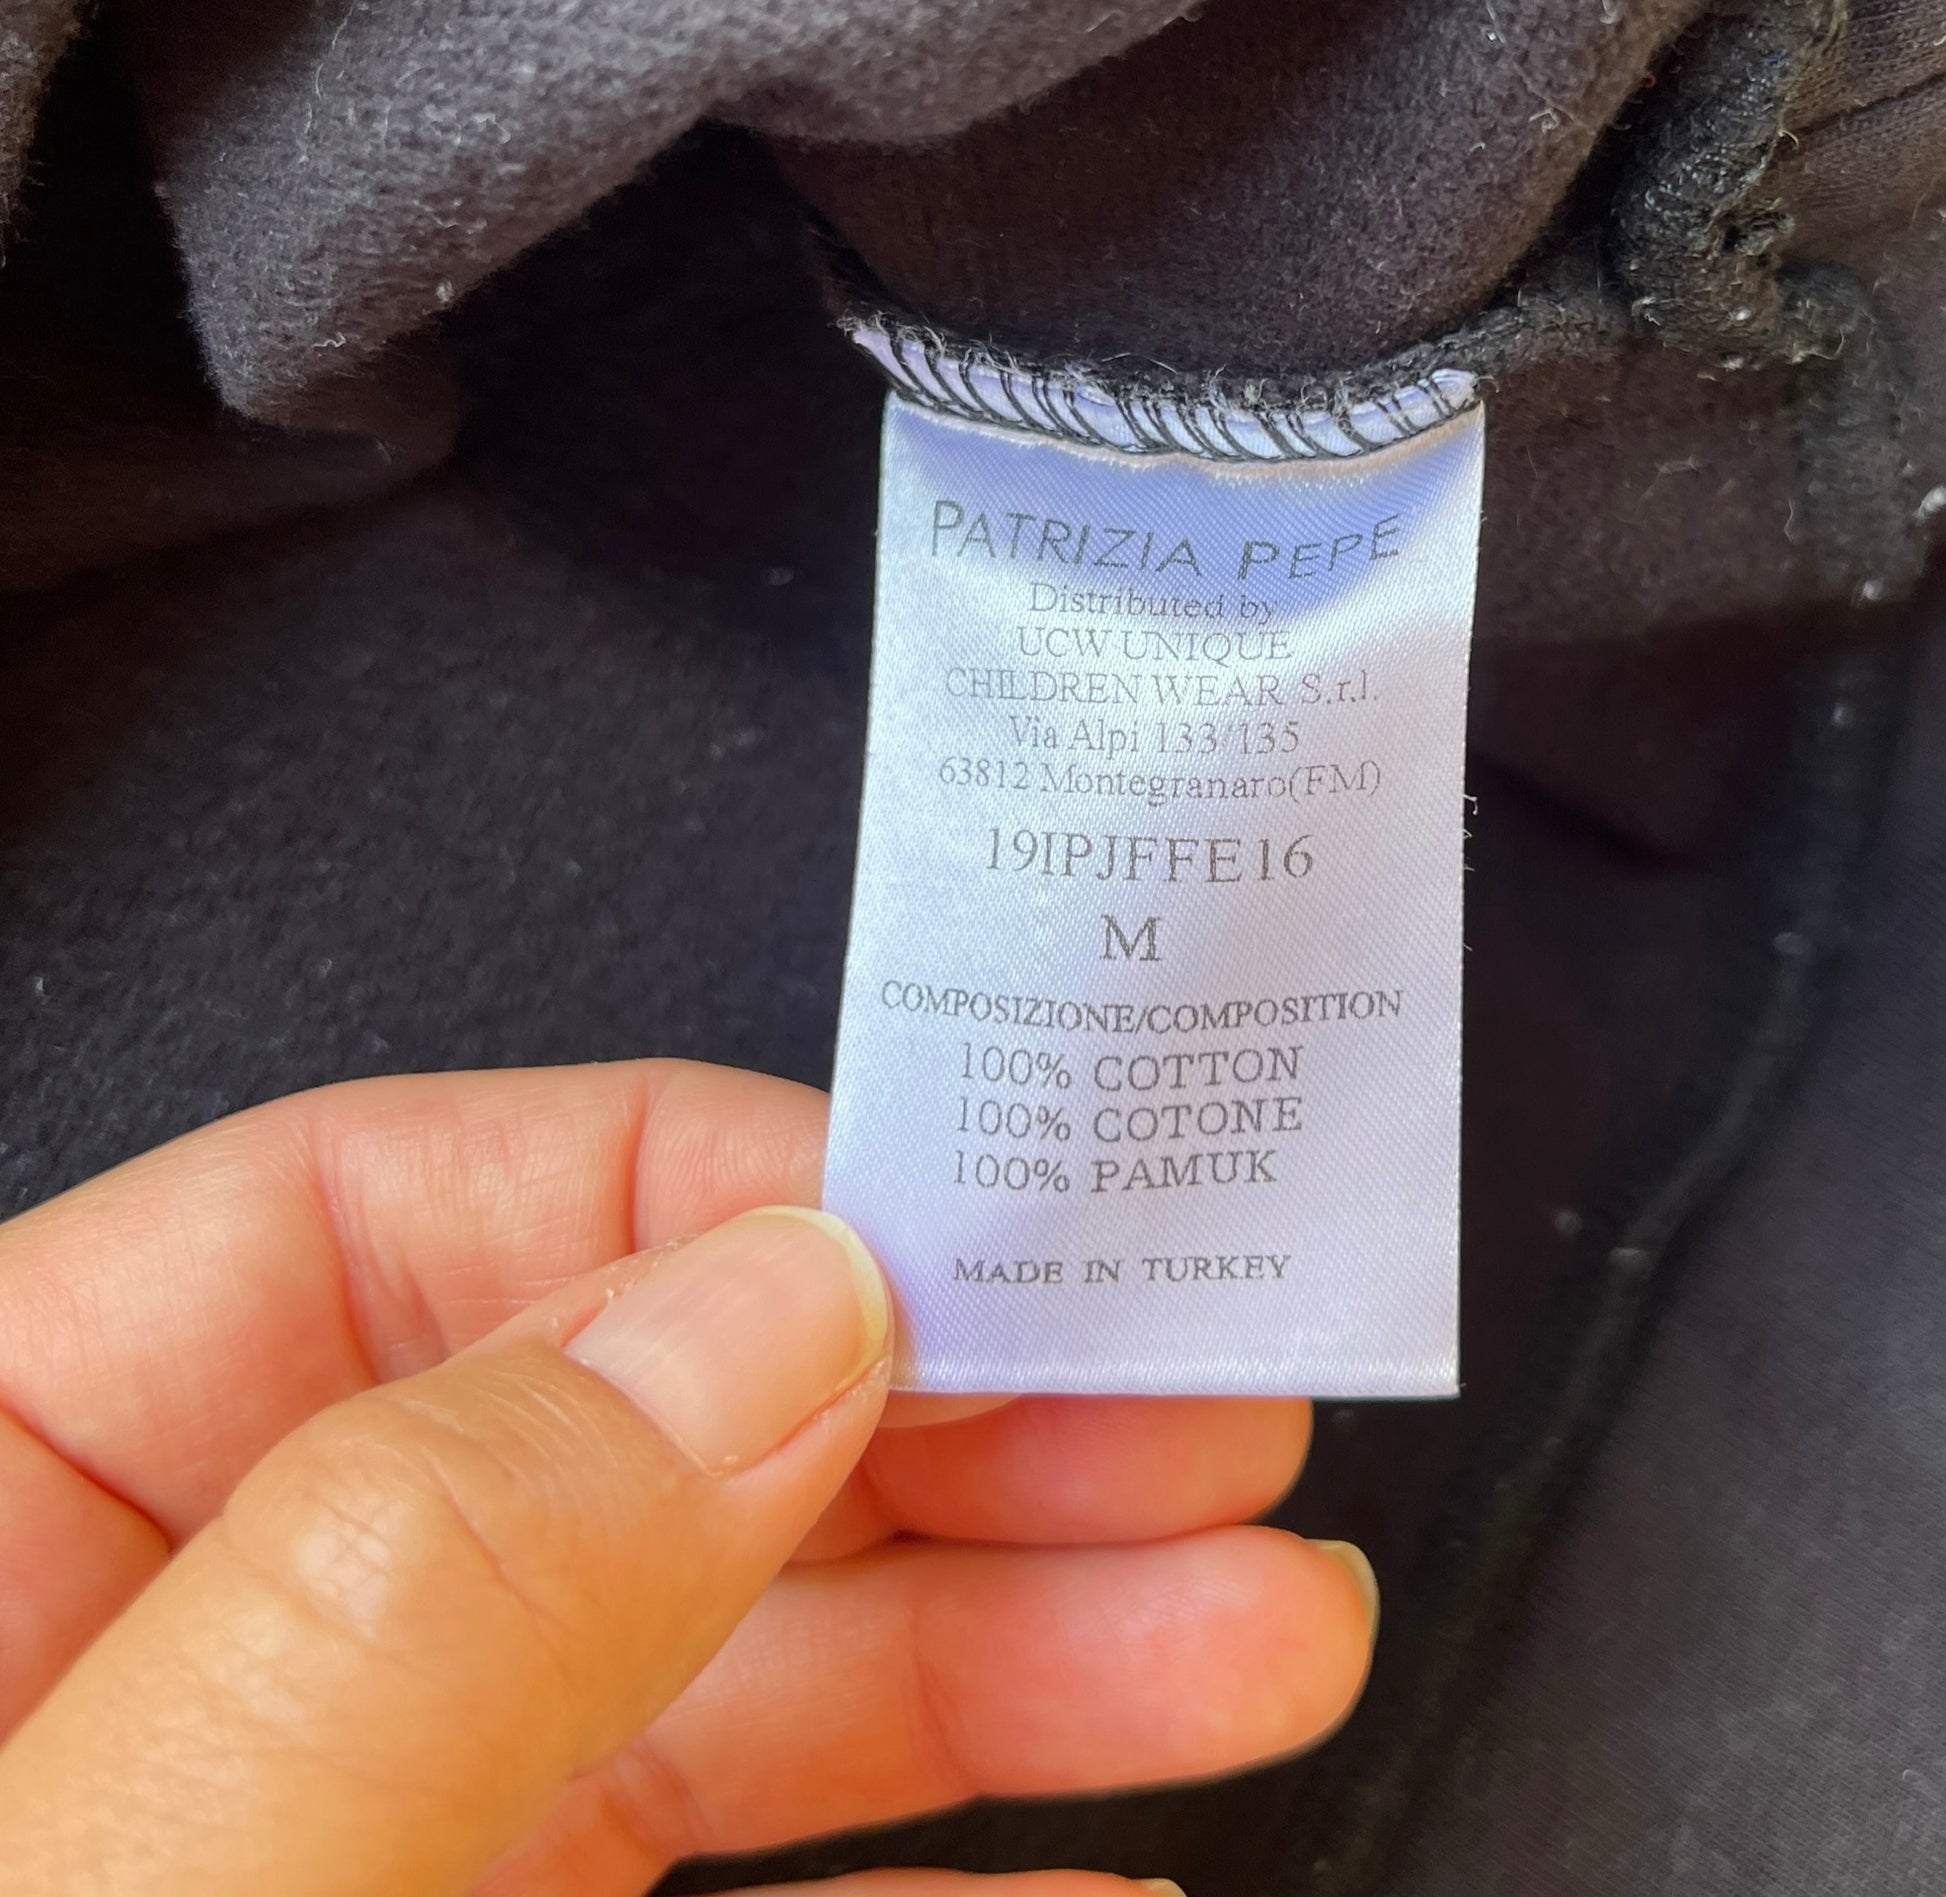 PATRIZIA PEPE
Distributed by
UCW UNIQUE
CHILDREN WEAR S.r.l.
Via Alpi 133/135
63812 Montegranaro(FM)
19IPJFFE16
M
COMPOSIZIONE/COMPOSITION
100% COTTON
100% COTONE
100% PAMUK
MADE IN TURKEY